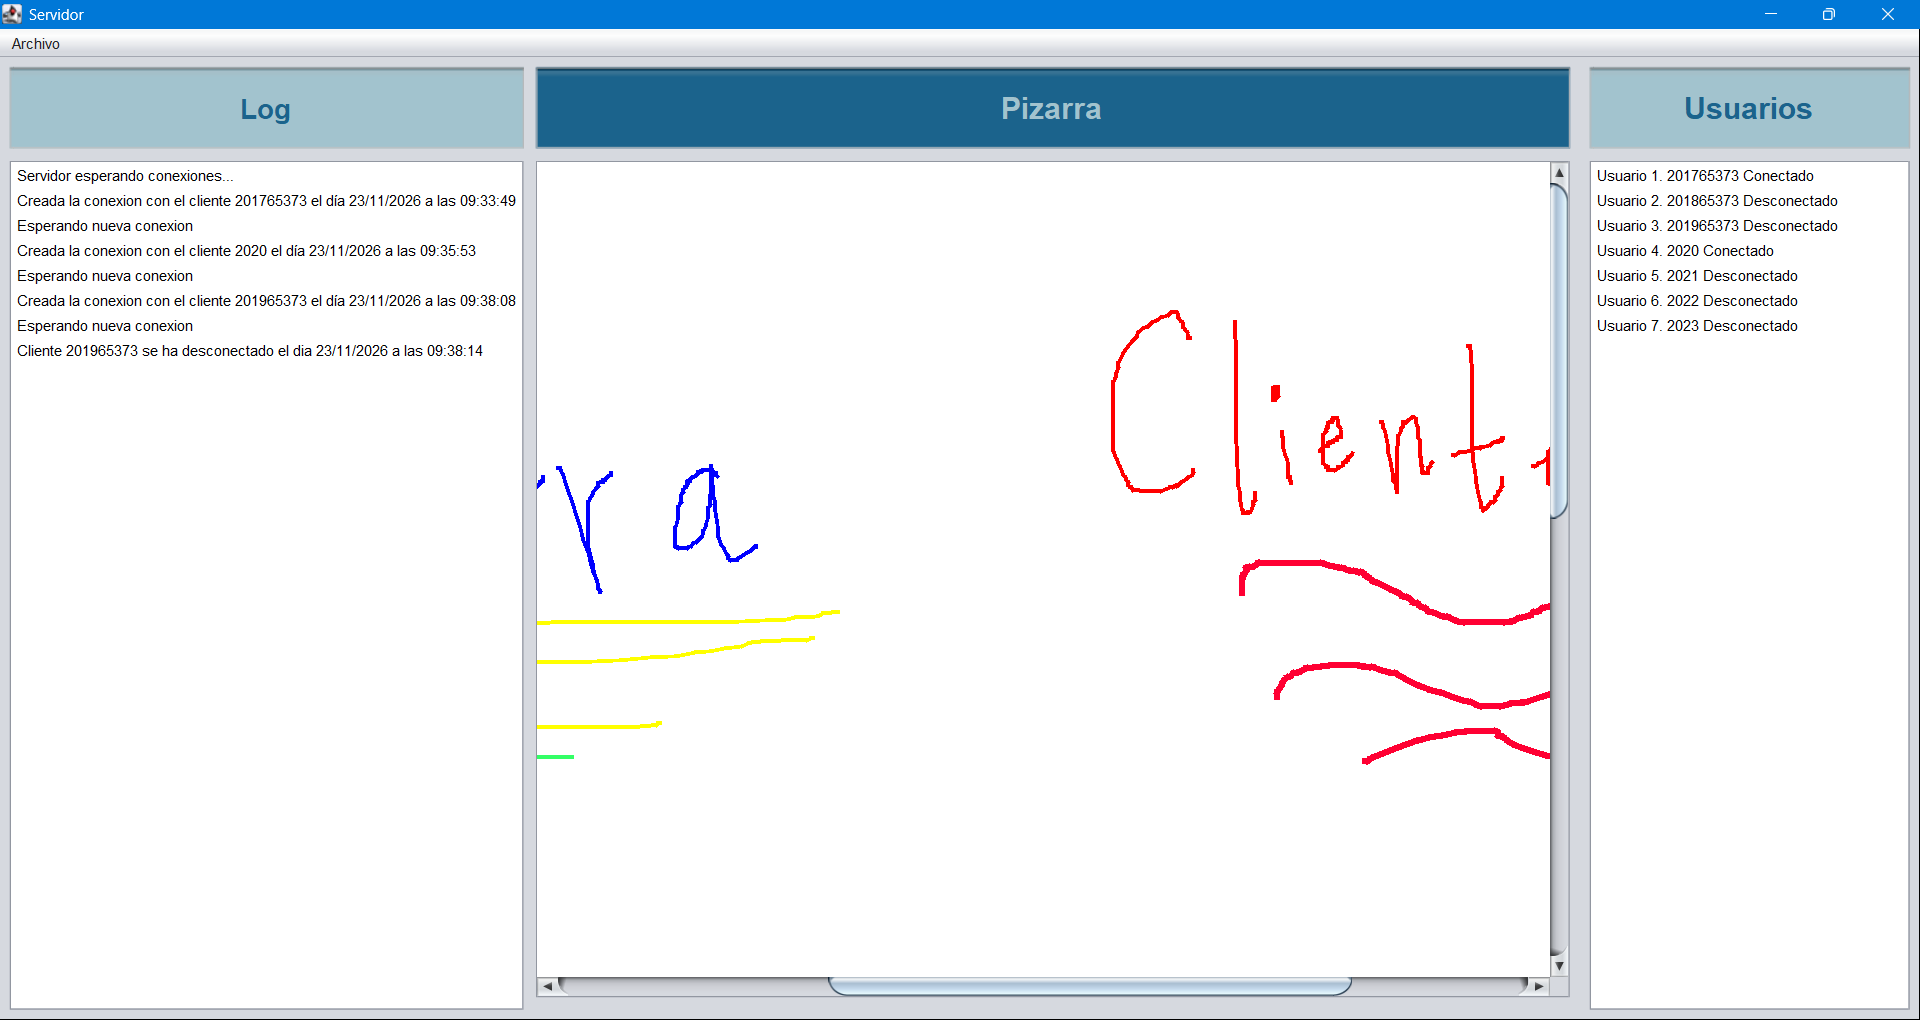 Servidor
Archivo
Log
Servidor esperando conexiones...
Creada la conexion con el cliente 201765373 el día 23/11/2026 a las 09:33:49
Esperando nueva conexion
Creada la conexion con el cliente 2020 el día 23/11/2026 a las 09:35:53
Esperando nueva conexion
Creada la conexion con el cliente 201965373 el día 23/11/2026 a las 09:38:08
Esperando nueva conexion
Cliente 201965373 se ha desconectado el dia 23/11/2026 a las 09:38:14
Pizarra
Client
ra
Usuarios
Usuario 1. 201765373 Conectado
Usuario 2. 201865373 Desconectado
Usuario 3. 201965373 Desconectado
Usuario 4. 2020 Conectado
Usuario 5. 2021 Desconectado
Usuario 6. 2022 Desconectado
Usuario 7. 2023 Desconectado